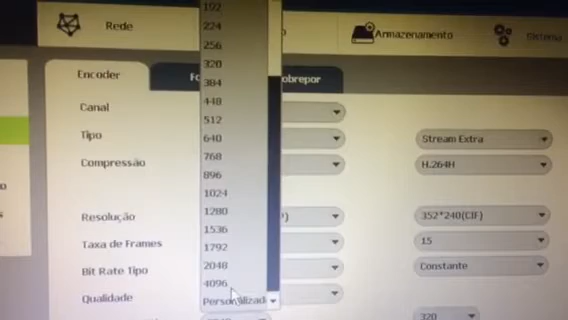 Rede
Armazenamento
Sistema
Encoder
obrepor
Canal
Tipo
Stream Extra
Compressão
H.264H
Resolução
352*240(CIF)
Taxa de Frames
15
Bit Rate Tipo
Constante
Qualidade
320
192
224
256
320
384
448
512
640
768
896
1024
1280
1536
1792
2048
4096
Personalizad